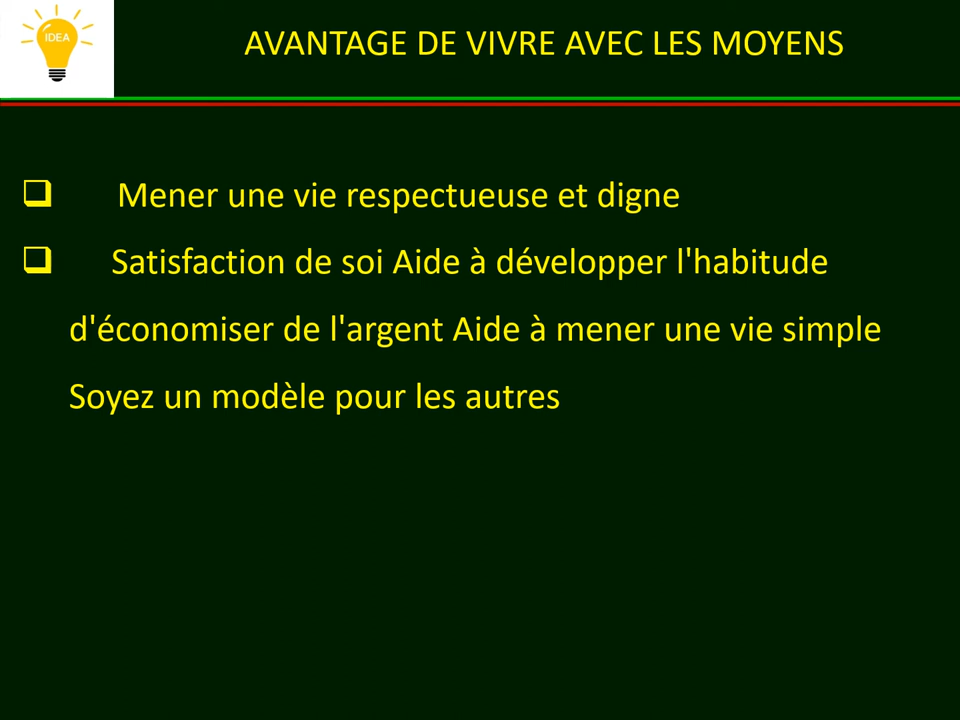 IDEA
AVANTAGE DE VIVRE AVEC LES MOYENS
Mener une vie respectueuse et digne
Satisfaction de soi Aide à développer l'habitude
d'économiser de l'argent Aide à mener une vie simple
Soyez un modèle pour les autres